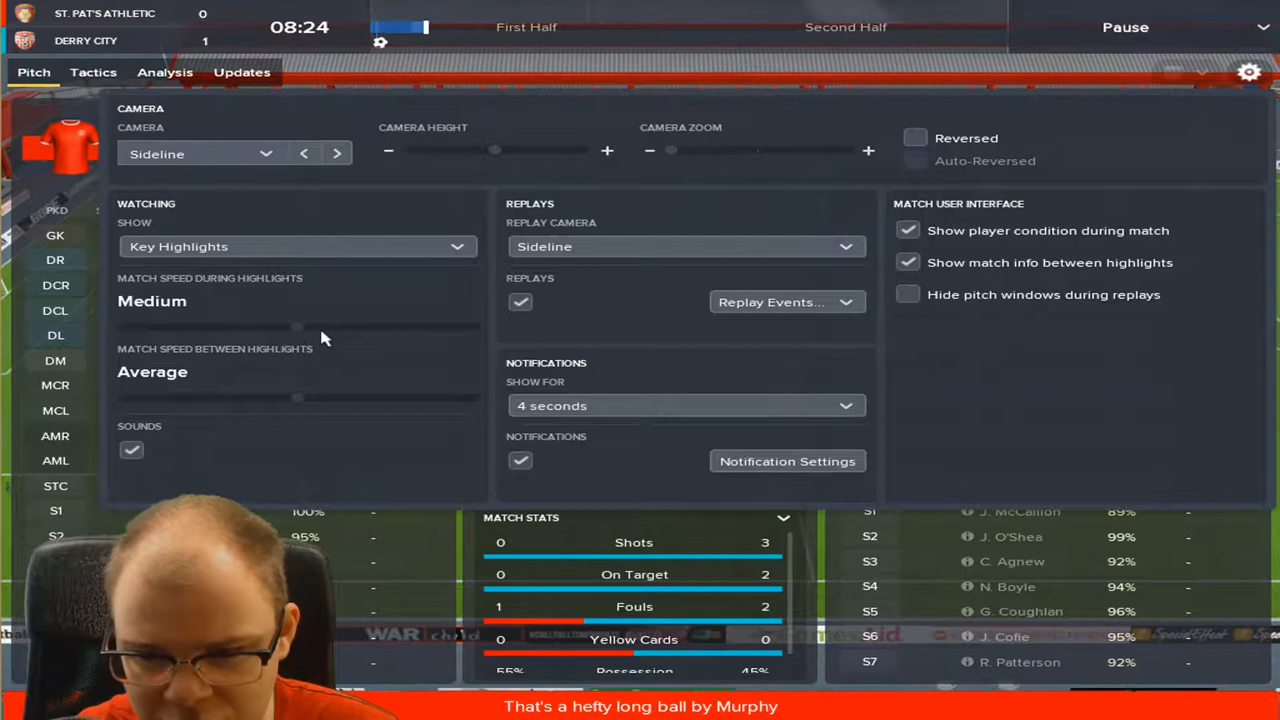 ST. PAT'S ATHLETIC 0
DERRY CITY 1
08:24
First Half
Second Half
Pause
Pitch Tactics Analysis Updates
CAMERA
CAMERA
Sideline
CAMERA HEIGHT
CAMERA ZOOM
Reversed
Auto-Reversed
WATCHING
SHOW
Key Highlights
MATCH SPEED DURING HIGHLIGHTS
Medium
MATCH SPEED BETWEEN HIGHLIGHTS
Average
SOUNDS
REPLAYS
REPLAY CAMERA
Sideline
REPLAYS
Replay Events...
NOTIFICATIONS
SHOW FOR
4 seconds
NOTIFICATIONS
Notification Settings
MATCH USER INTERFACE
Show player condition during match
Show match info between highlights
Hide pitch windows during replays
PKD
GK
DR
DCR
DCL
DL
DM
MCR
MCL
AMR
AML
STC
S1 100% -
S2 95% -
MATCH STATS
0 Shots 3
0 On Target 2
1 Fouls 2
0 Yellow Cards 0
55% Possession 45%
S1 J. McCallion 89% -
S2 J. O'Shea 99% -
S3 C. Agnew 92% -
S4 N. Boyle 94% -
S5 G. Coughlan 96% -
S6 J. Cofie 95% -
S7 R. Patterson 92% -
WAR child
That's a hefty long ball by Murphy